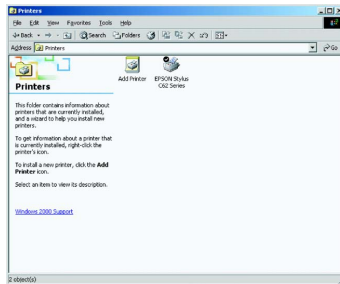 Printers
File Edit View Favorites Tools Help
Back Search Folders
Address Printers Go
Add Printer EPSON Stylus
C62 Series
Printers
This folder contains information about
printers that are currently installed,
and a wizard to help you install new
printers.
To get information about a printer that
is currently installed, right-click the
printer's icon.
To install a new printer, click the Add
Printer icon.
Select an item to view its description.
Windows 2000 Support
2 object(s)